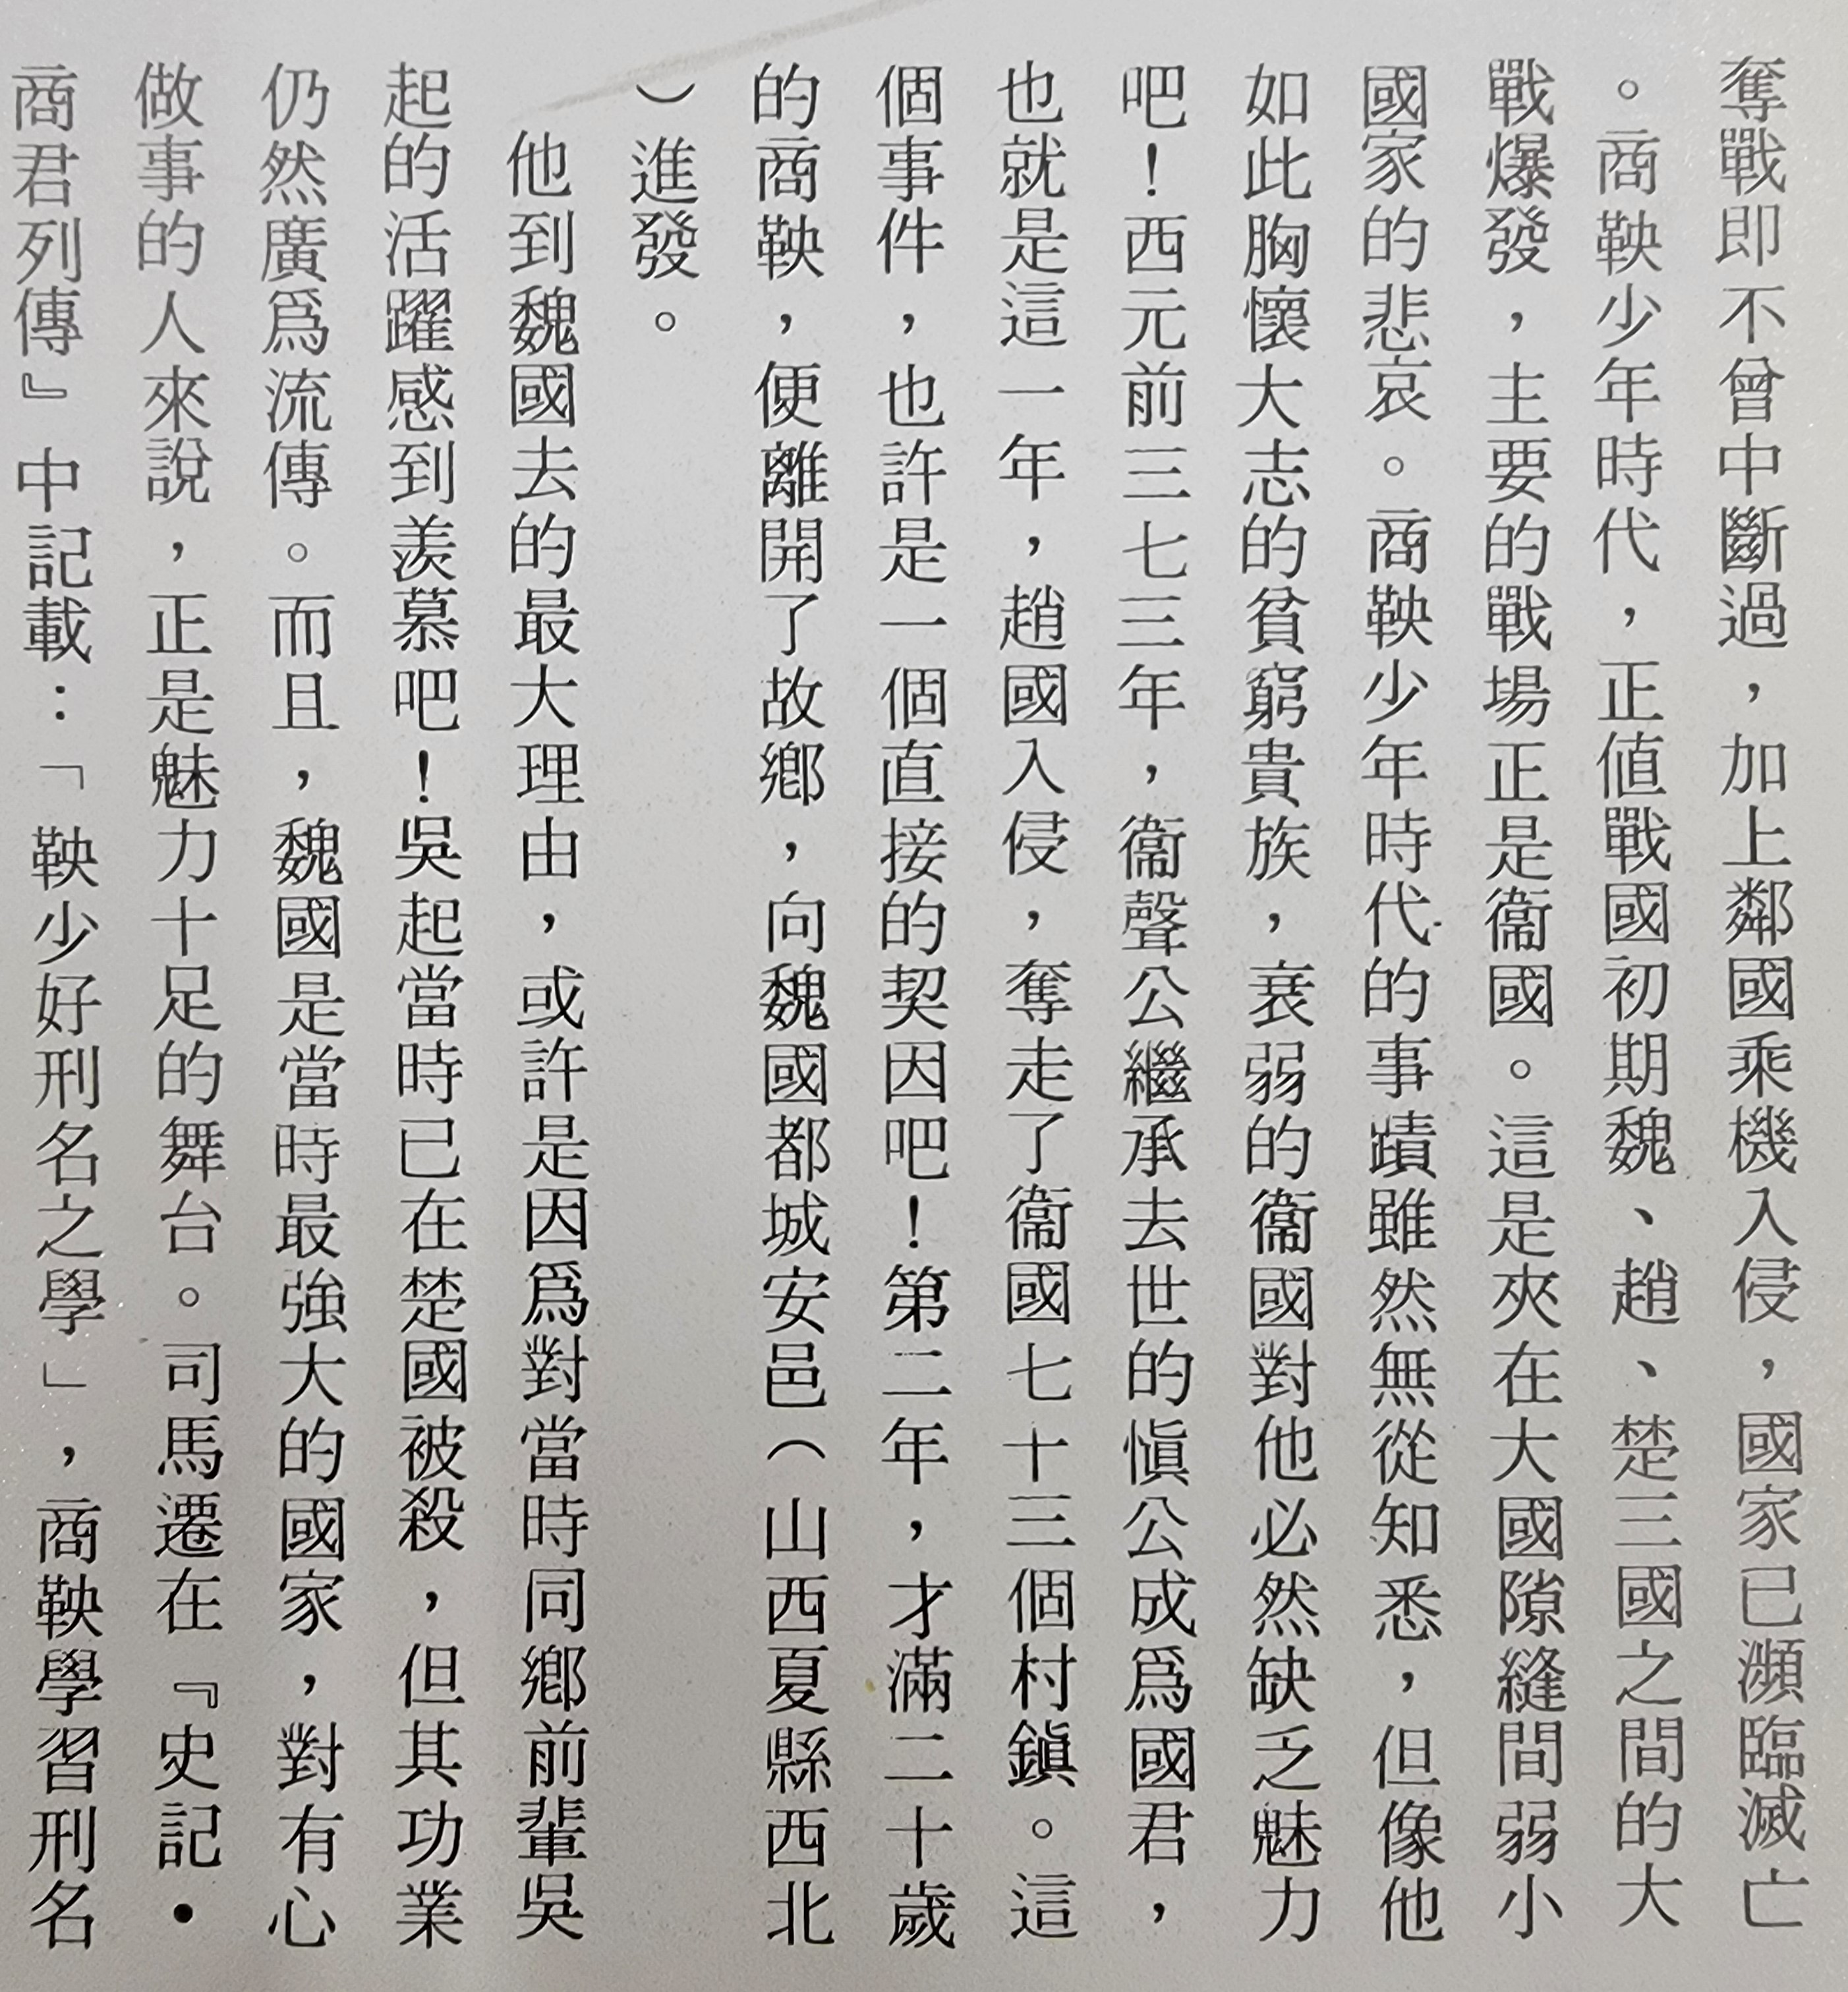 奪戰即不曾中斷過，加上鄰國乘機入侵，國家已瀕臨滅亡
。商鞅少年時代，正值戰國初期魏、趙、楚三國之間的大
戰爆發，主要的戰場正是衞國。這是夾在大國隙縫間弱小
國家的悲哀。商鞅少年時代的事蹟雖然無從知悉，但像他
如此胸懷大志的貧窮貴族，衰弱的衞國對他必然缺乏魅力
吧！西元前三七三年，衞聲公繼承去世的愼公成爲國君，
也就是這一年，趙國入侵，奪走了衞國七十三個村鎭。這
個事件，也許是一個直接的契因吧！第二年，才滿二十歲
的商鞅，便離開了故鄉，向魏國都城安邑（山西夏縣西北
）進發。
他到魏國去的最大理由，或許是因爲對當時同鄉前輩吳
起的活躍感到羨慕吧！吳起當時已在楚國被殺，但其功業
仍然廣爲流傳。而且，魏國是當時最強大的國家，對有心
做事的人來說，正是魅力十足的舞台。司馬遷在『史記・
商君列傳』中記載：「鞅少好刑名之學」，商鞅學習刑名